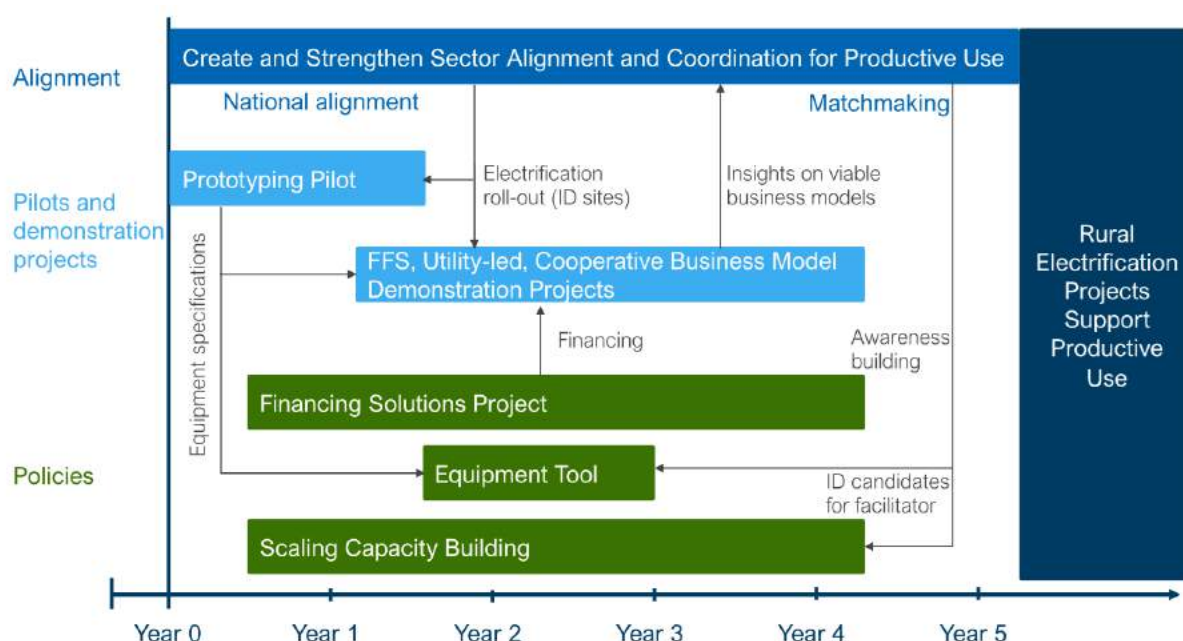 Create and Strengthen Sector Alignment and Coordination for Productive Use
Alignment
National alignment
Matchmaking
Prototyping Pilot
Electrification
roll-out (ID sites)
Insights on viable
business models
Pilots and
demonstration
projects
FFS, Utility-led, Cooperative Business Model
Demonstration Projects
Equipment specifications
Financing
Awareness
building
Financing Solutions Project
Policies
Equipment Tool
ID candidates
for facilitator
Scaling Capacity Building
Rural
Electrification
Projects
Support
Productive
Use
Year 0
Year 1
Year 2
Year 3
Year 4
Year 5